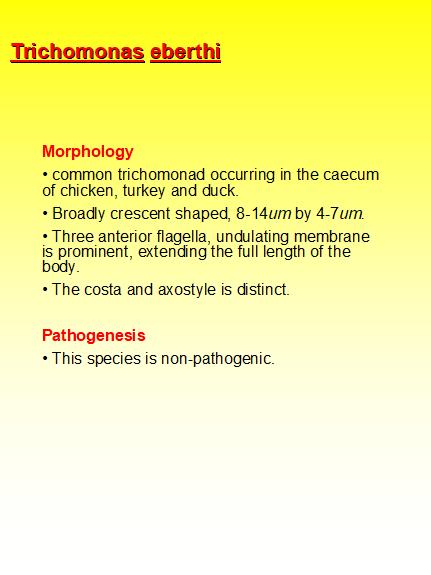 Trichomonas eberthi
Morphology
• common trichomonad occurring in the caecum
of chicken, turkey and duck.
• Broadly crescent shaped, 8-14um by 4-7um.
• Three anterior flagella, undulating membrane
is prominent, extending the full length of the
body.
• The costa and axostyle is distinct.
Pathogenesis
• This species is non-pathogenic.